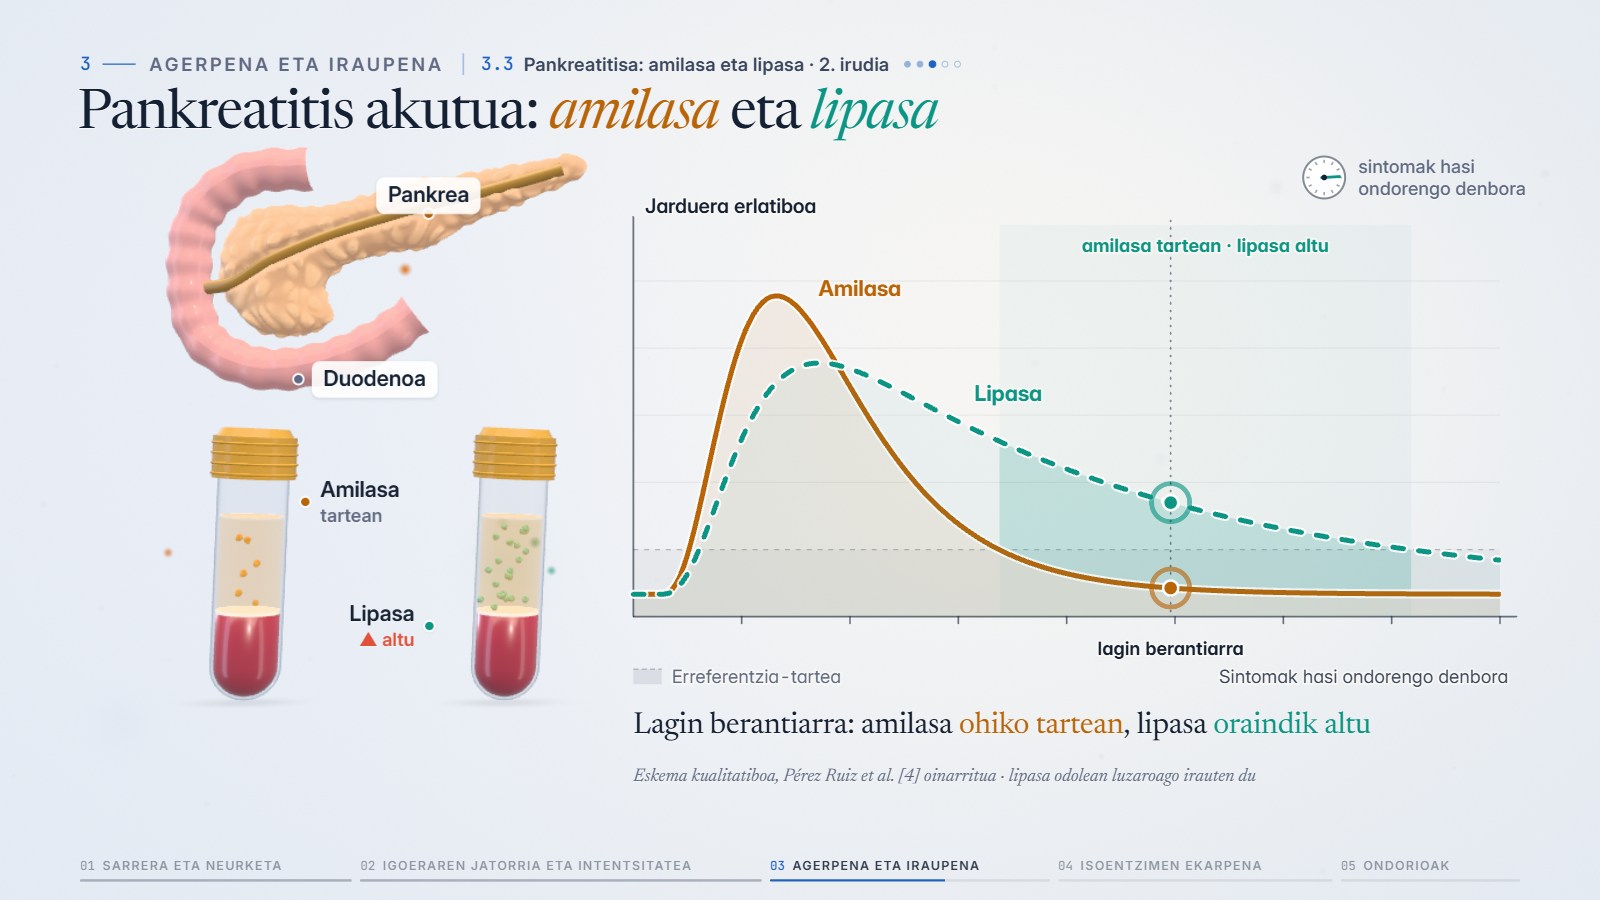 3 AGERPENA ETA IRAUPENA 3.3 Pankreatitisa: amilasa eta lipasa · 2. irudia
Pankreatitis akutua: amilasa eta lipasa
Pankrea
Duodenoa
Amilasa
tartean
Lipasa
▲ altu
sintomak hasi
ondorengo denbora
Jarduera erlatiboa
amilasa tartean · lipasa altu
Amilasa
Lipasa
lagin berantiarra
Erreferentzia-tartea
Sintomak hasi ondorengo denbora
Lagin berantiarra: amilasa ohiko tartean, lipasa oraindik altu
Eskema kualitatiboa, Pérez Ruiz et al. [4] oinarritua · lipasa odolean luzaroago irauten du
01 SARRERA ETA NEURKETA
02 IGOERAREN JATORRIA ETA INTENTSITATEA
03 AGERPENA ETA IRAUPENA
04 ISOENTZIMEN EKARPENA
05 ONDORIOAK